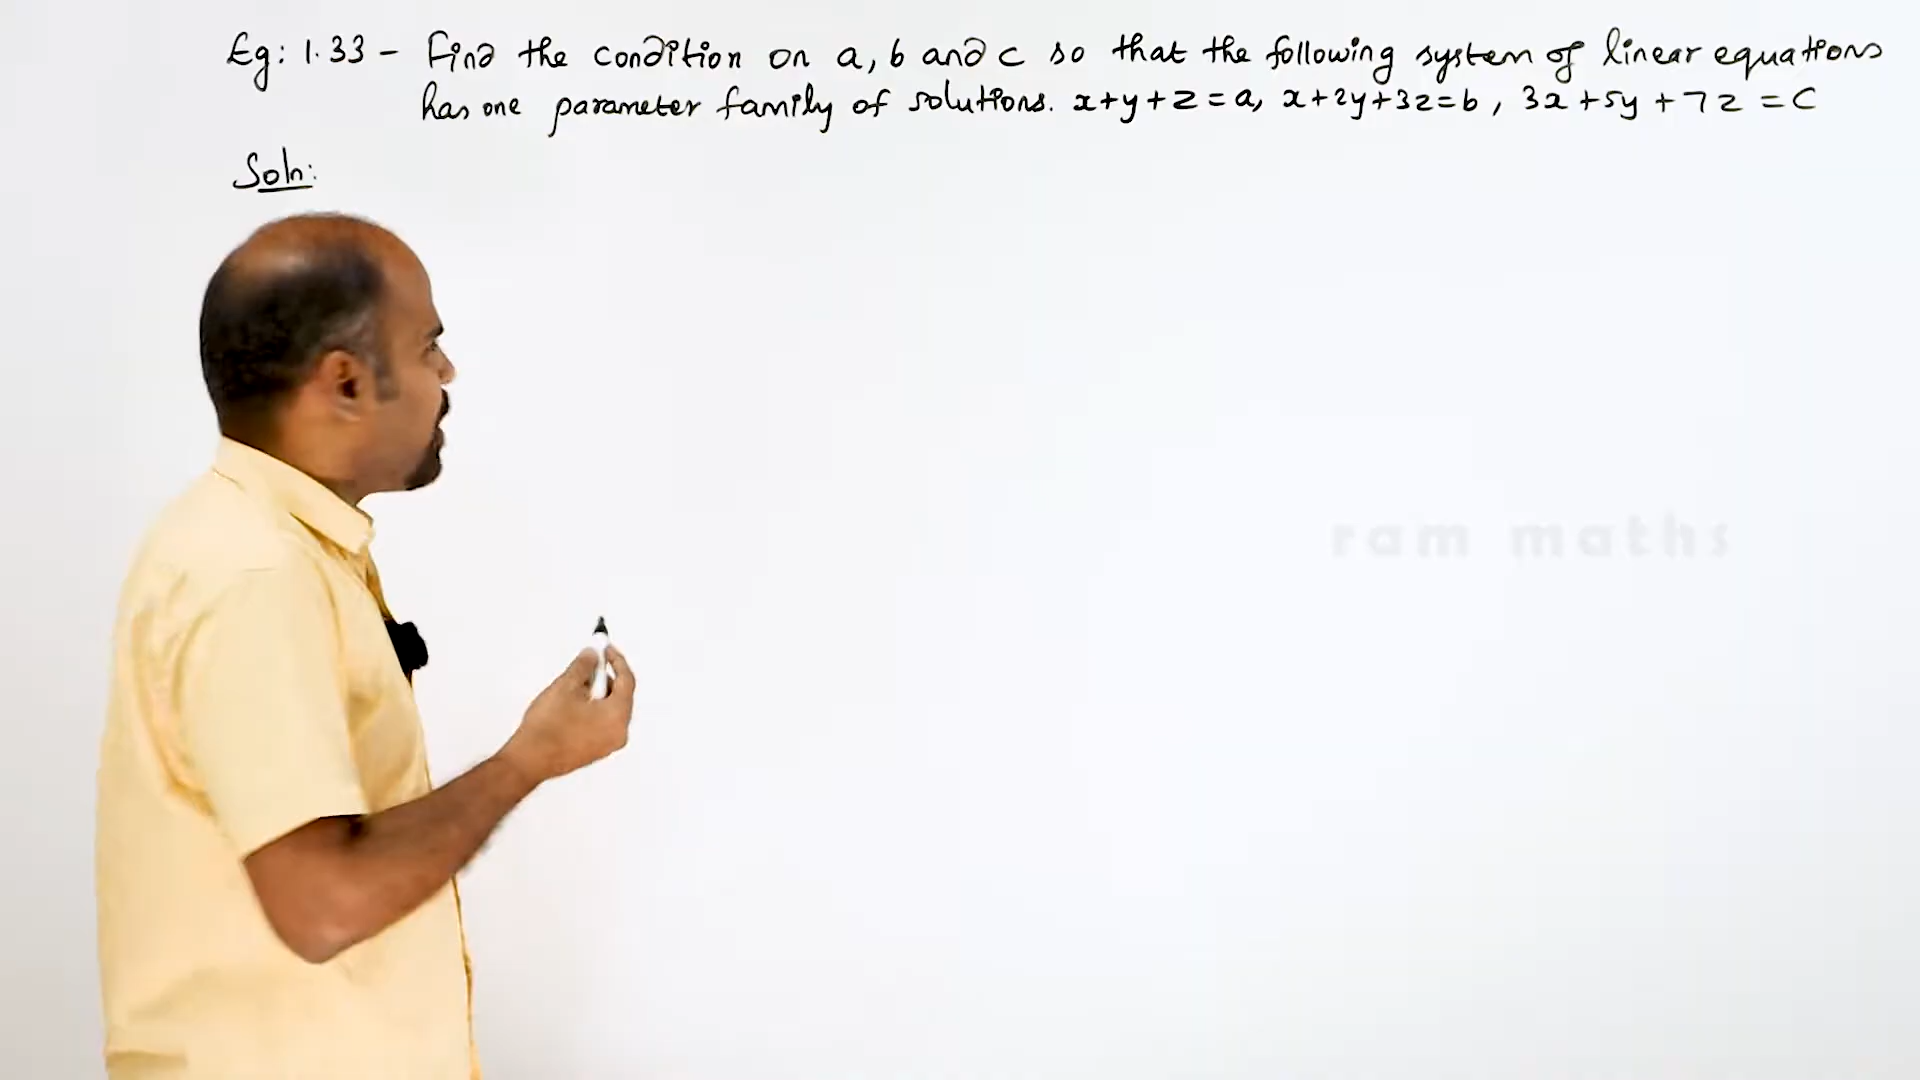 Eg: 1.33 - Find the condition on a, b and c so that the following system of linear equations
has one parameter family of solutions. x+y+z=a, x+2y+3z=b, 3x+5y+7z=c
Soln:
ram maths